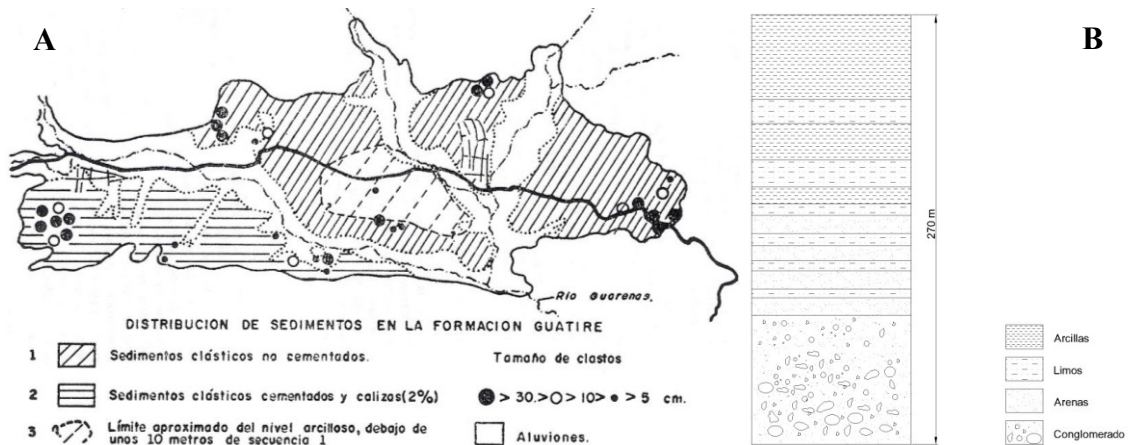 A
B
270 m
Río Guarenas.
DISTRIBUCION DE SEDIMENTOS EN LA FORMACION GUATIRE
1 Sedimentos clásticos no cementados.
Tamaño de clastos
2 Sedimentos clásticos cementados y calizas (2%)
> 30. > > 10 > > 5 cm.
3 Límite aproximado del nivel arcilloso, debajo de
unos 10 metros de secuencia 1
Aluviones.
Arcillas
Limos
Arenas
Conglomerado